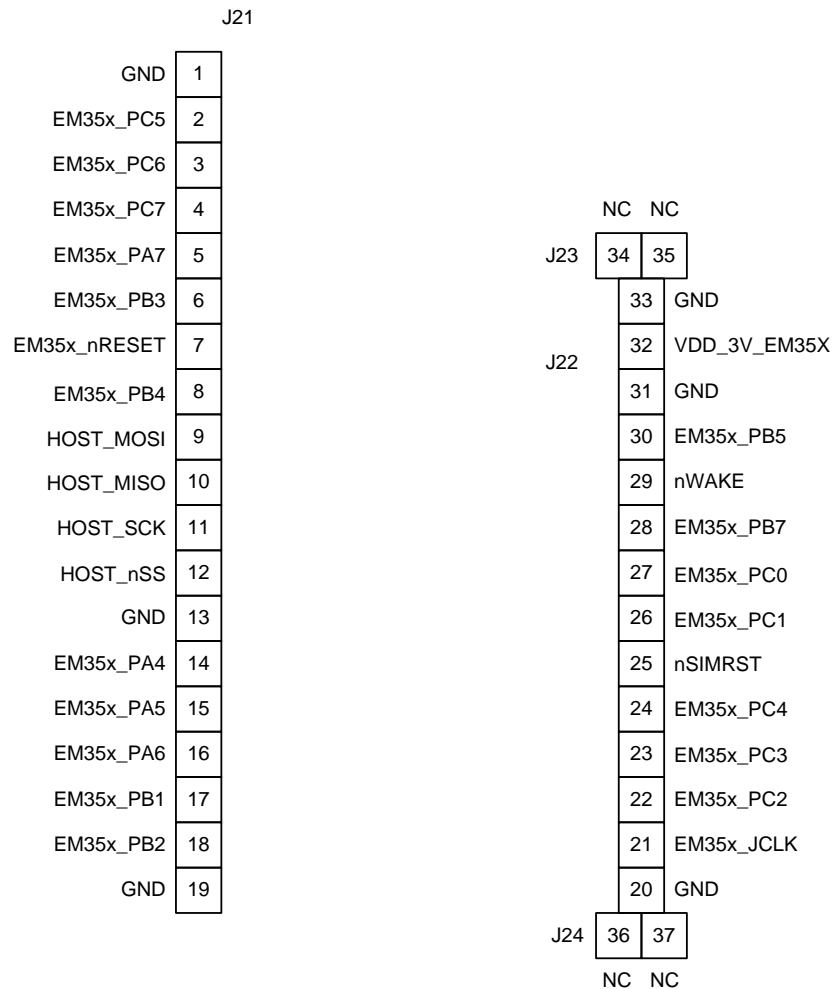 J21
GND 1
EM35x_PC5 2
EM35x_PC6 3
EM35x_PC7 4
EM35x_PA7 5
EM35x_PB3 6
EM35x_nRESET 7
EM35x_PB4 8
HOST_MOSI 9
HOST_MISO 10
HOST_SCK 11
HOST_nSS 12
GND 13
EM35x_PA4 14
EM35x_PA5 15
EM35x_PA6 16
EM35x_PB1 17
EM35x_PB2 18
GND 19
NC NC
J23 34 35
33 GND
32 VDD_3V_EM35X
J22
31 GND
30 EM35x_PB5
29 nWAKE
28 EM35x_PB7
27 EM35x_PC0
26 EM35x_PC1
25 nSIMRST
24 EM35x_PC4
23 EM35x_PC3
22 EM35x_PC2
21 EM35x_JCLK
20 GND
J24 36 37
NC NC